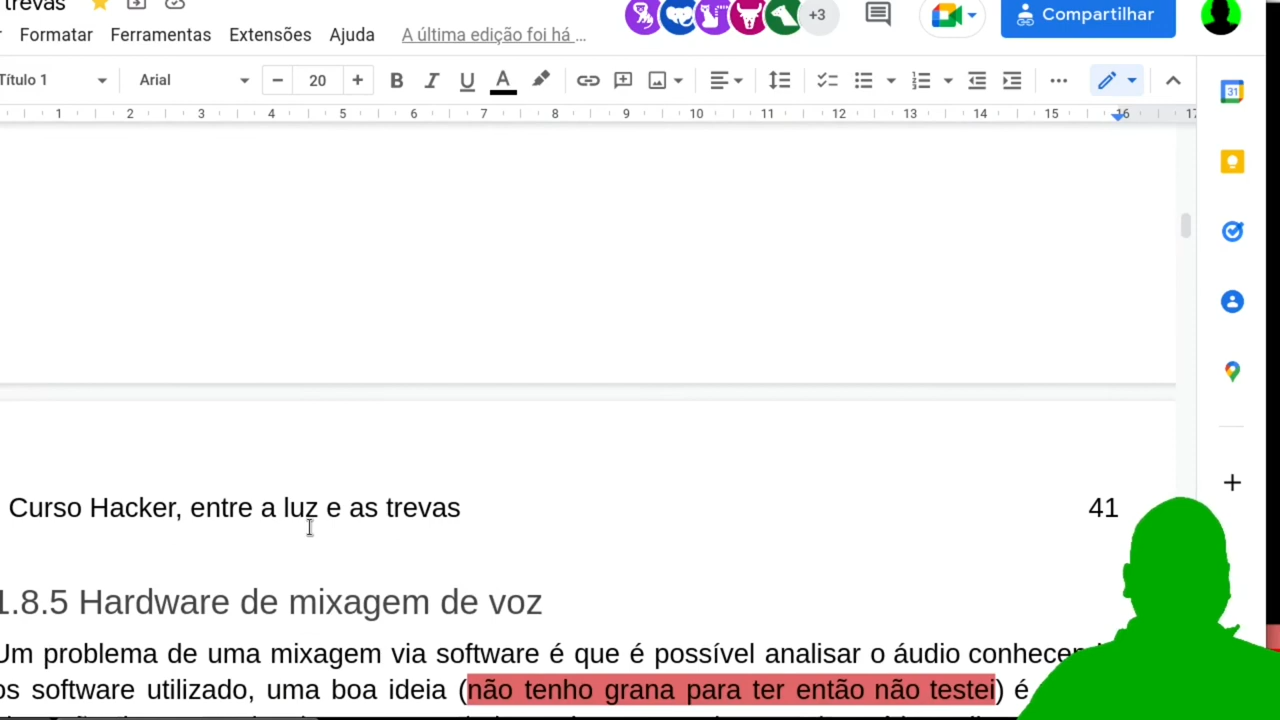 trevas
+3
Compartilhar
Formatar Ferramentas Extensões Ajuda A última edição foi há …
Título 1 Arial − 20 +
1 2 3 4 5 6 7 8 9 10 11 12 13 14 15 16 17
31
Curso Hacker, entre a luz e as trevas 41
1.8.5 Hardware de mixagem de voz
Um problema de uma mixagem via software é que é possível analisar o áudio
os software utilizado, uma boa ideia (não tenho grana para ter então não testei) é